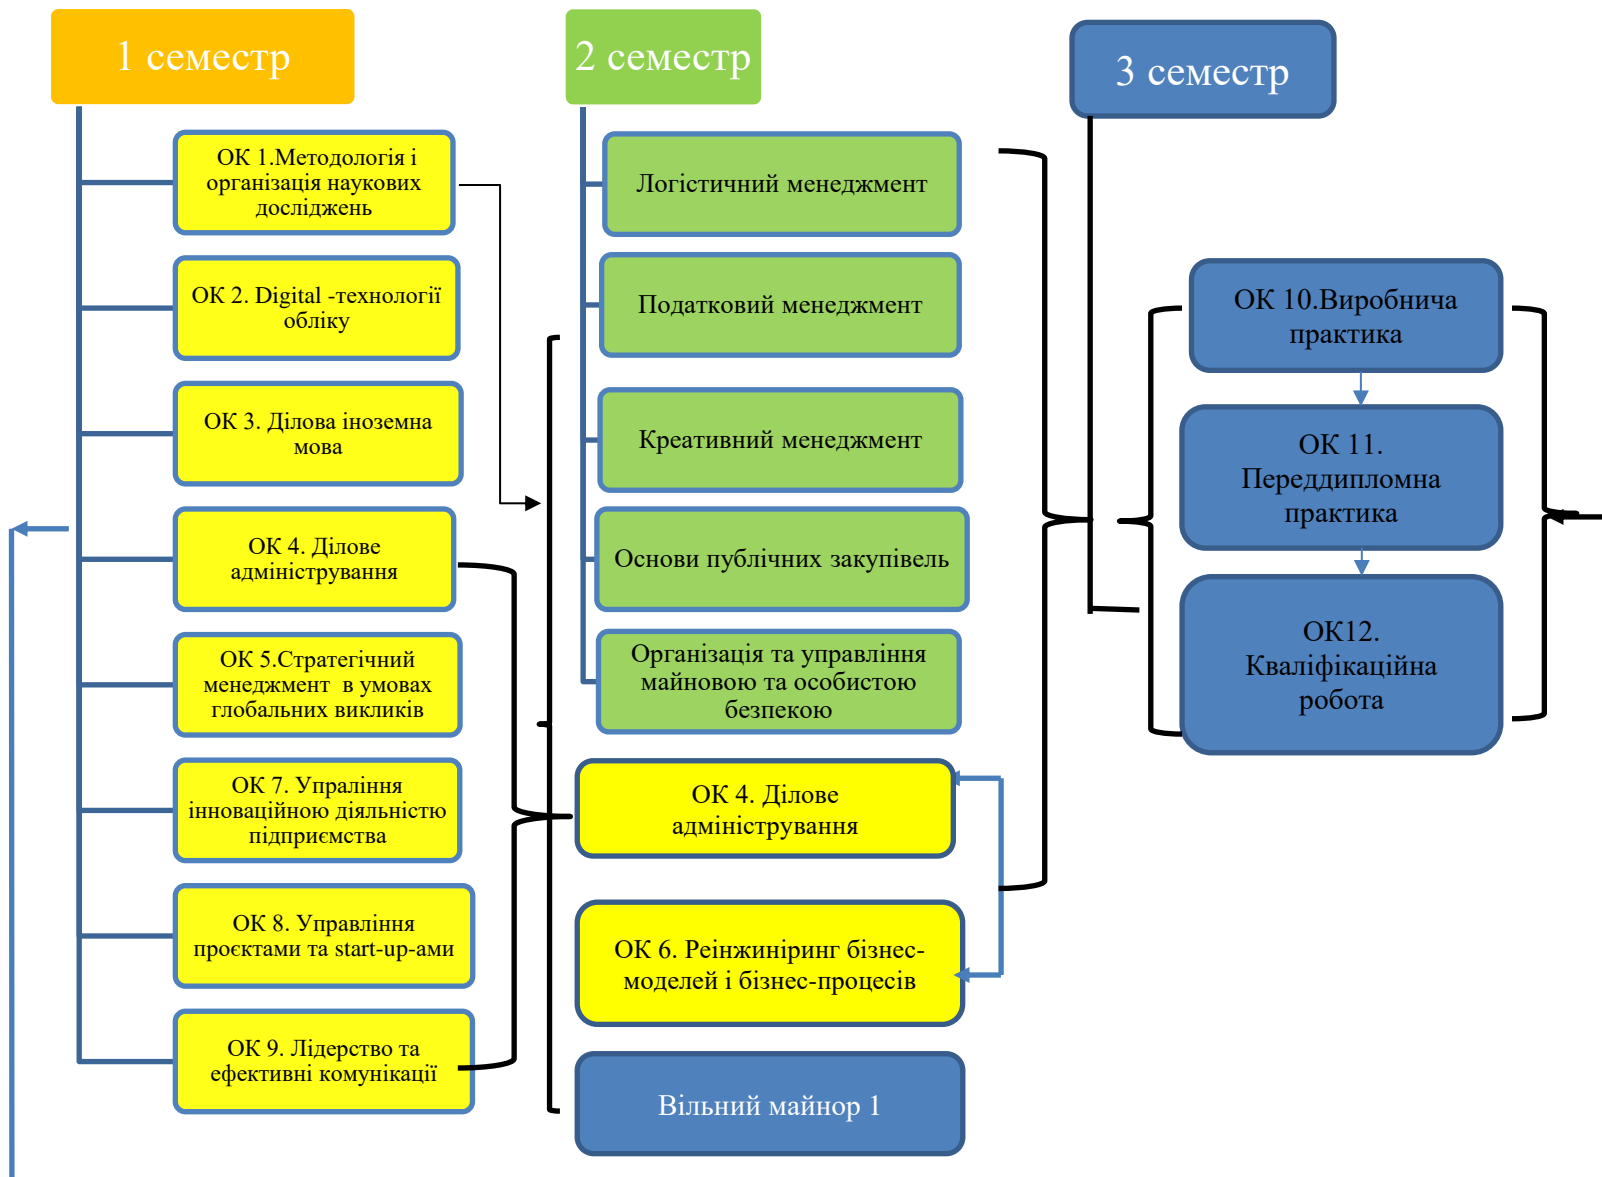 1 семестр
ОК 1.Методологія і
організація наукових
досліджень
ОК 2. Digital -технології
обліку
ОК 3. Ділова іноземна
мова
ОК 4. Ділове
адміністрування
ОК 5.Стратегічний
менеджмент в умовах
глобальних викликів
ОК 7. Упраління
інноваційною діяльністю
підприємства
ОК 8. Управління
проєктами та start-up-ами
ОК 9. Лідерство та
ефективні комунікації
2 семестр
Логістичний менеджмент
Податковий менеджмент
Креативний менеджмент
Основи публічних закупівель
Організація та управління
майновою та особистою
безпекою
ОК 4. Ділове
адміністрування
ОК 6. Реінжиніринг бізнес-
моделей і бізнес-процесів
Вільний майнор 1
3 семестр
ОК 10.Виробнича
практика
ОК 11.
Переддипломна
практика
ОК12.
Кваліфікаційна
робота